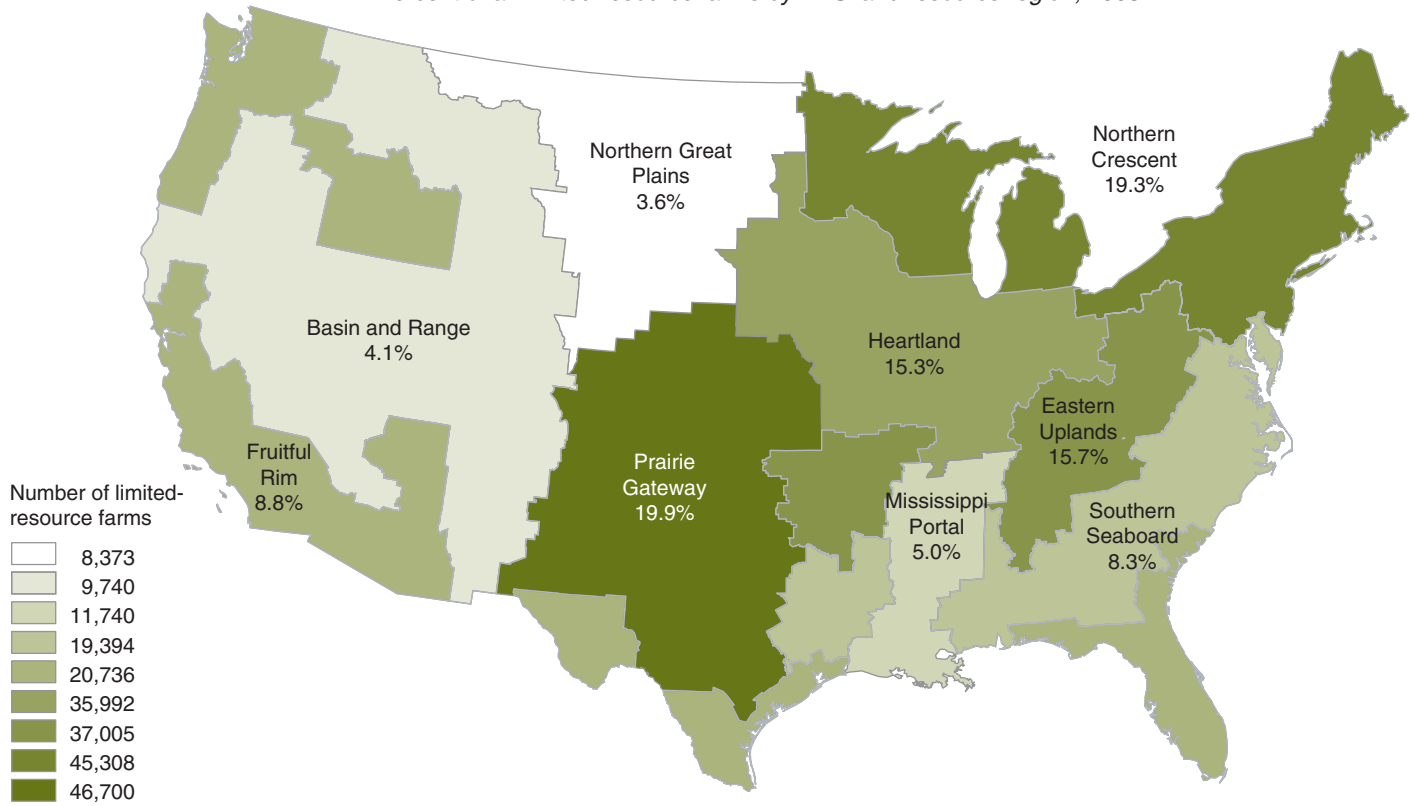 Northern Great
Plains
3.6%
Northern
Crescent
19.3%
Basin and Range
4.1%
Heartland
15.3%
Eastern
Uplands
15.7%
Fruitful
Rim
8.8%
Prairie
Gateway
19.9%
Mississippi
Portal
5.0%
Southern
Seaboard
8.3%
Number of limited-
resource farms
8,373
9,740
11,740
19,394
20,736
35,992
37,005
45,308
46,700